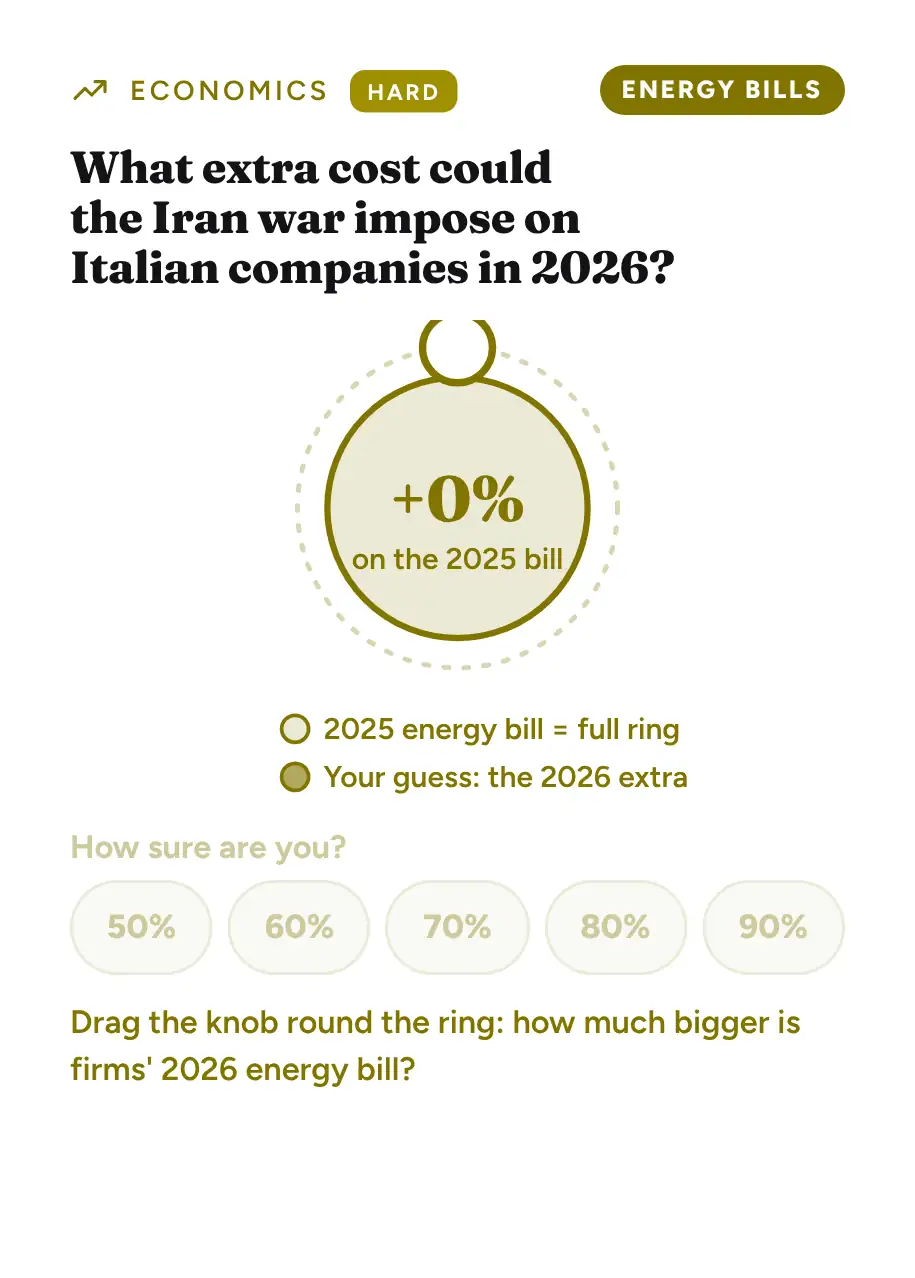 ECONOMICS
HARD
ENERGY BILLS
What extra cost could
the Iran war impose on
Italian companies in 2026?
+0%
on the 2025 bill
2025 energy bill = full ring
Your guess: the 2026 extra
How sure are you?
50%
60%
70%
80%
90%
Drag the knob round the ring: how much bigger is
firms' 2026 energy bill?